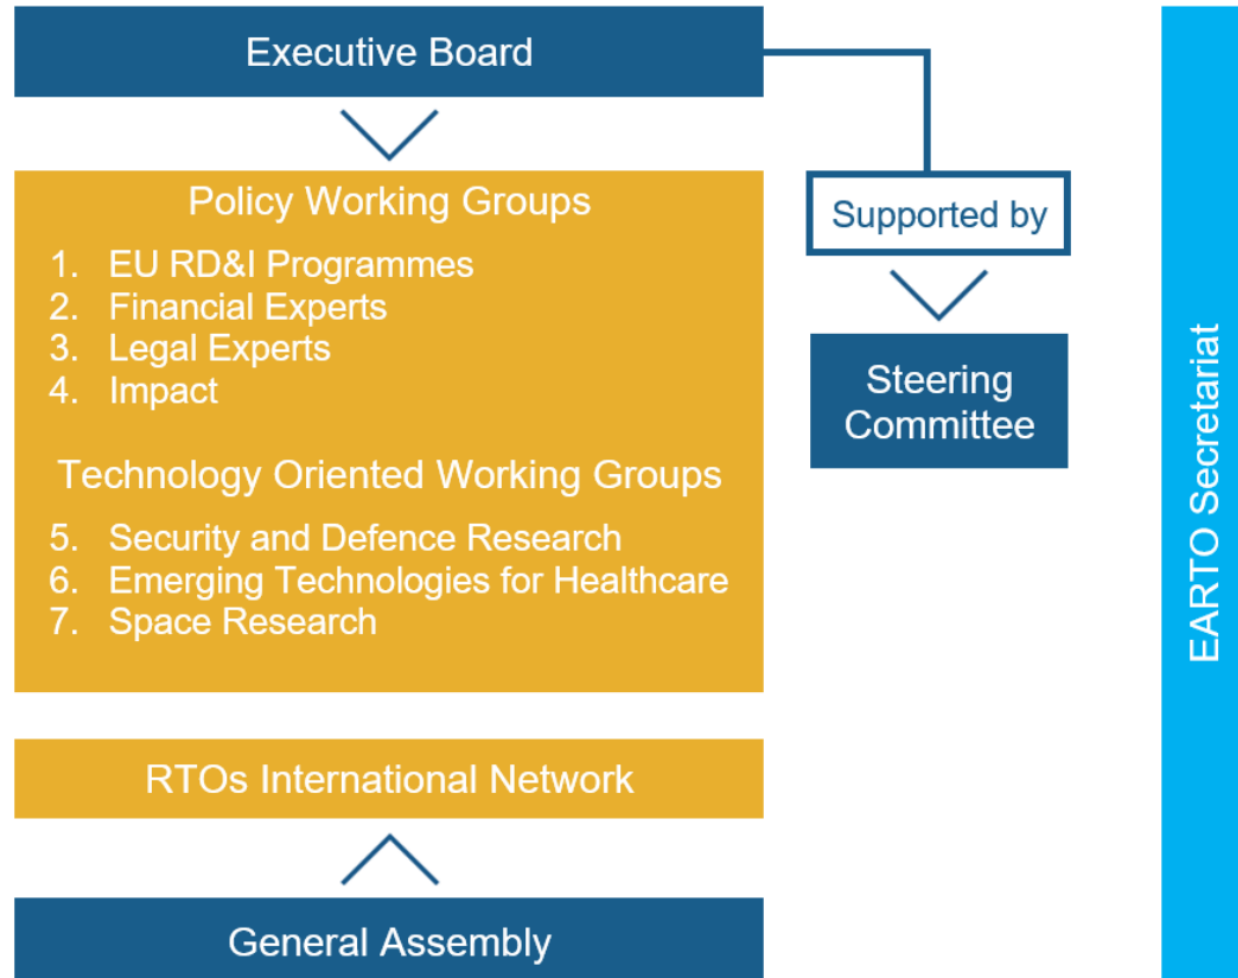 Executive Board
Policy Working Groups
1. EU RD&I Programmes
2. Financial Experts
3. Legal Experts
4. Impact
Technology Oriented Working Groups
5. Security and Defence Research
6. Emerging Technologies for Healthcare
7. Space Research
RTOs International Network
General Assembly
Supported by
Steering
Committee
EARTO Secretariat